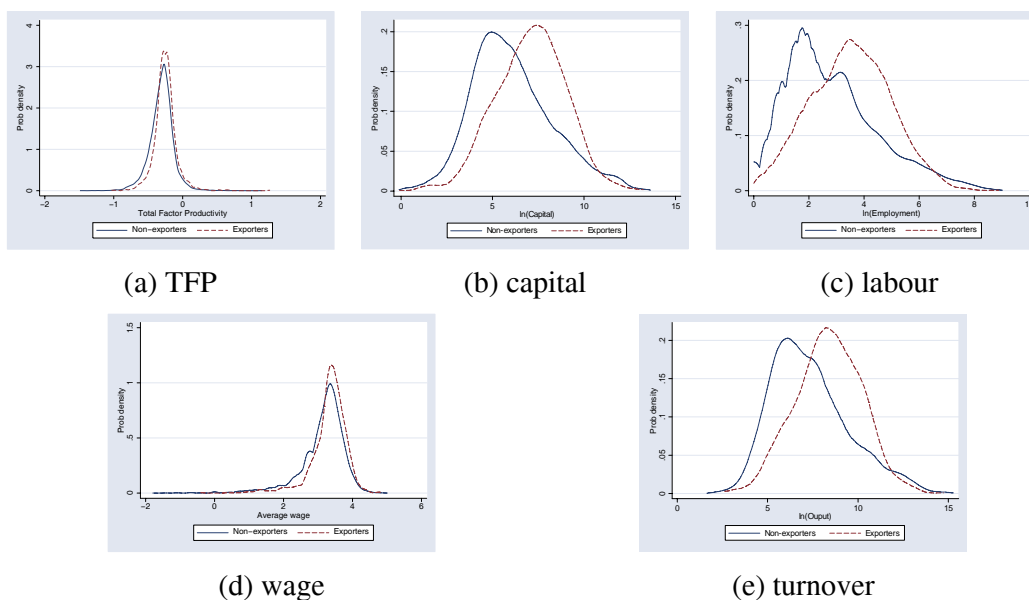 Prob density
0 1 2 3 4
−2 −1 0 1 2
Total Factor Productivity
Non−exporters Exporters
(a) TFP
Prob density
0 .05 .1 .15 .2
0 5 10 15
ln(Capital)
Non−exporters Exporters
(b) capital
Prob density
0 .1 .2 .3
0 2 4 6 8
ln(Employment)
Non−exporters Exporters
(c) labour
Prob density
0 .5 1 1.5
−2 0 2 4 6
Average wage
Non−exporters Exporters
(d) wage
Prob density
0 .05 .1 .15 .2
0 5 10 15
ln(Ouput)
Non−exporters Exporters
(e) turnover